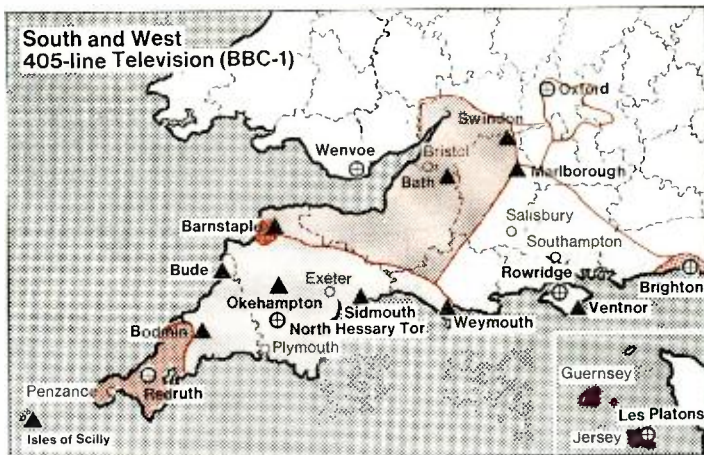 South and West
405-line Television (BBC-1)
Oxford
Swindon
Wenvoe
Bristol
Bath
Marlborough
Barnstaple
Salisbury
Southampton
Bude
Exeter
Rowridge
Brighton
Okehampton
Sidmouth
Weymouth
Ventnor
North Hessary Tor
Bodmin
Plymouth
Guernsey
Penzance
Redruth
Les Platons
Isles of Scilly
Jersey